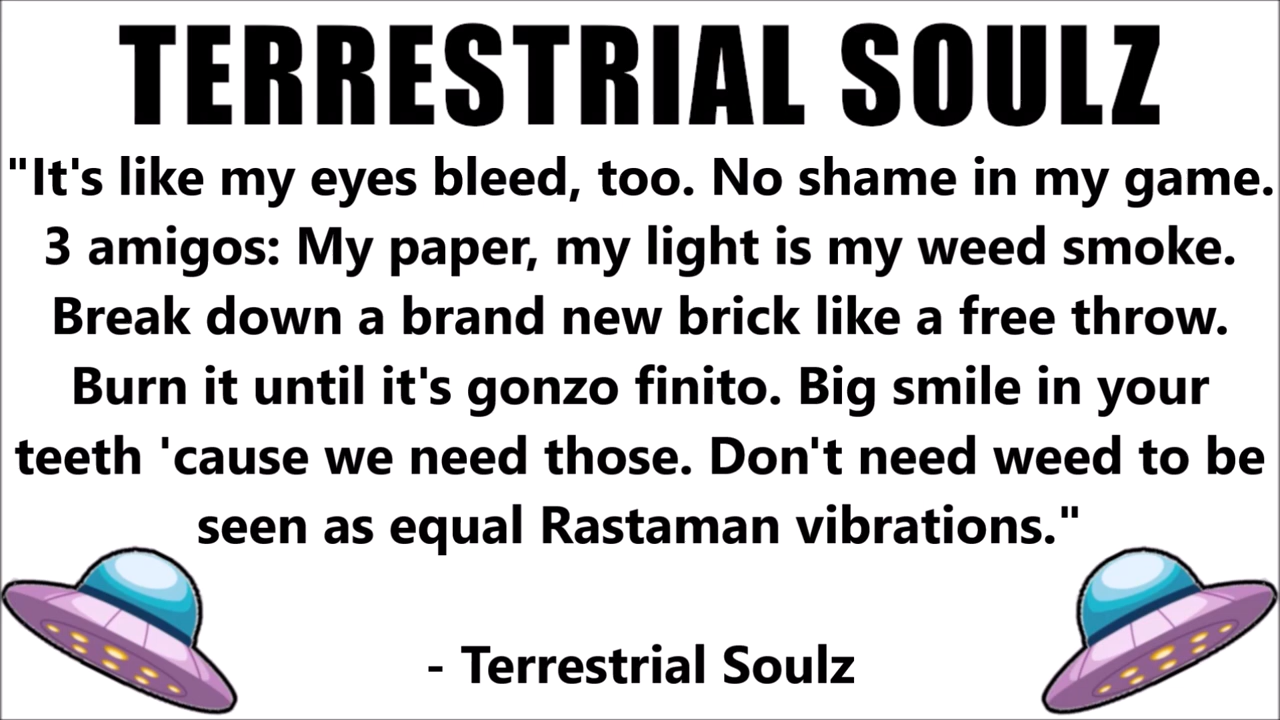 TERRESTRIAL SOULZ
"It's like my eyes bleed, too. No shame in my game.
3 amigos: My paper, my light is my weed smoke.
Break down a brand new brick like a free throw.
Burn it until it's gonzo finito. Big smile in your
teeth 'cause we need those. Don't need weed to be
seen as equal Rastaman vibrations."
- Terrestrial Soulz